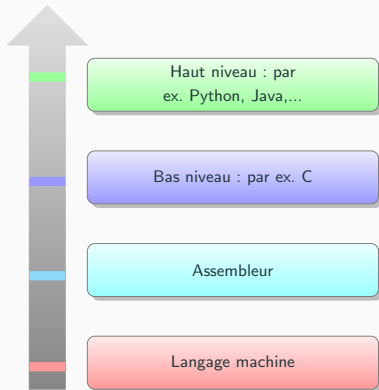 Haut niveau : par
ex. Python, Java,...
Bas niveau : par ex. C
Assembleur
Langage machine